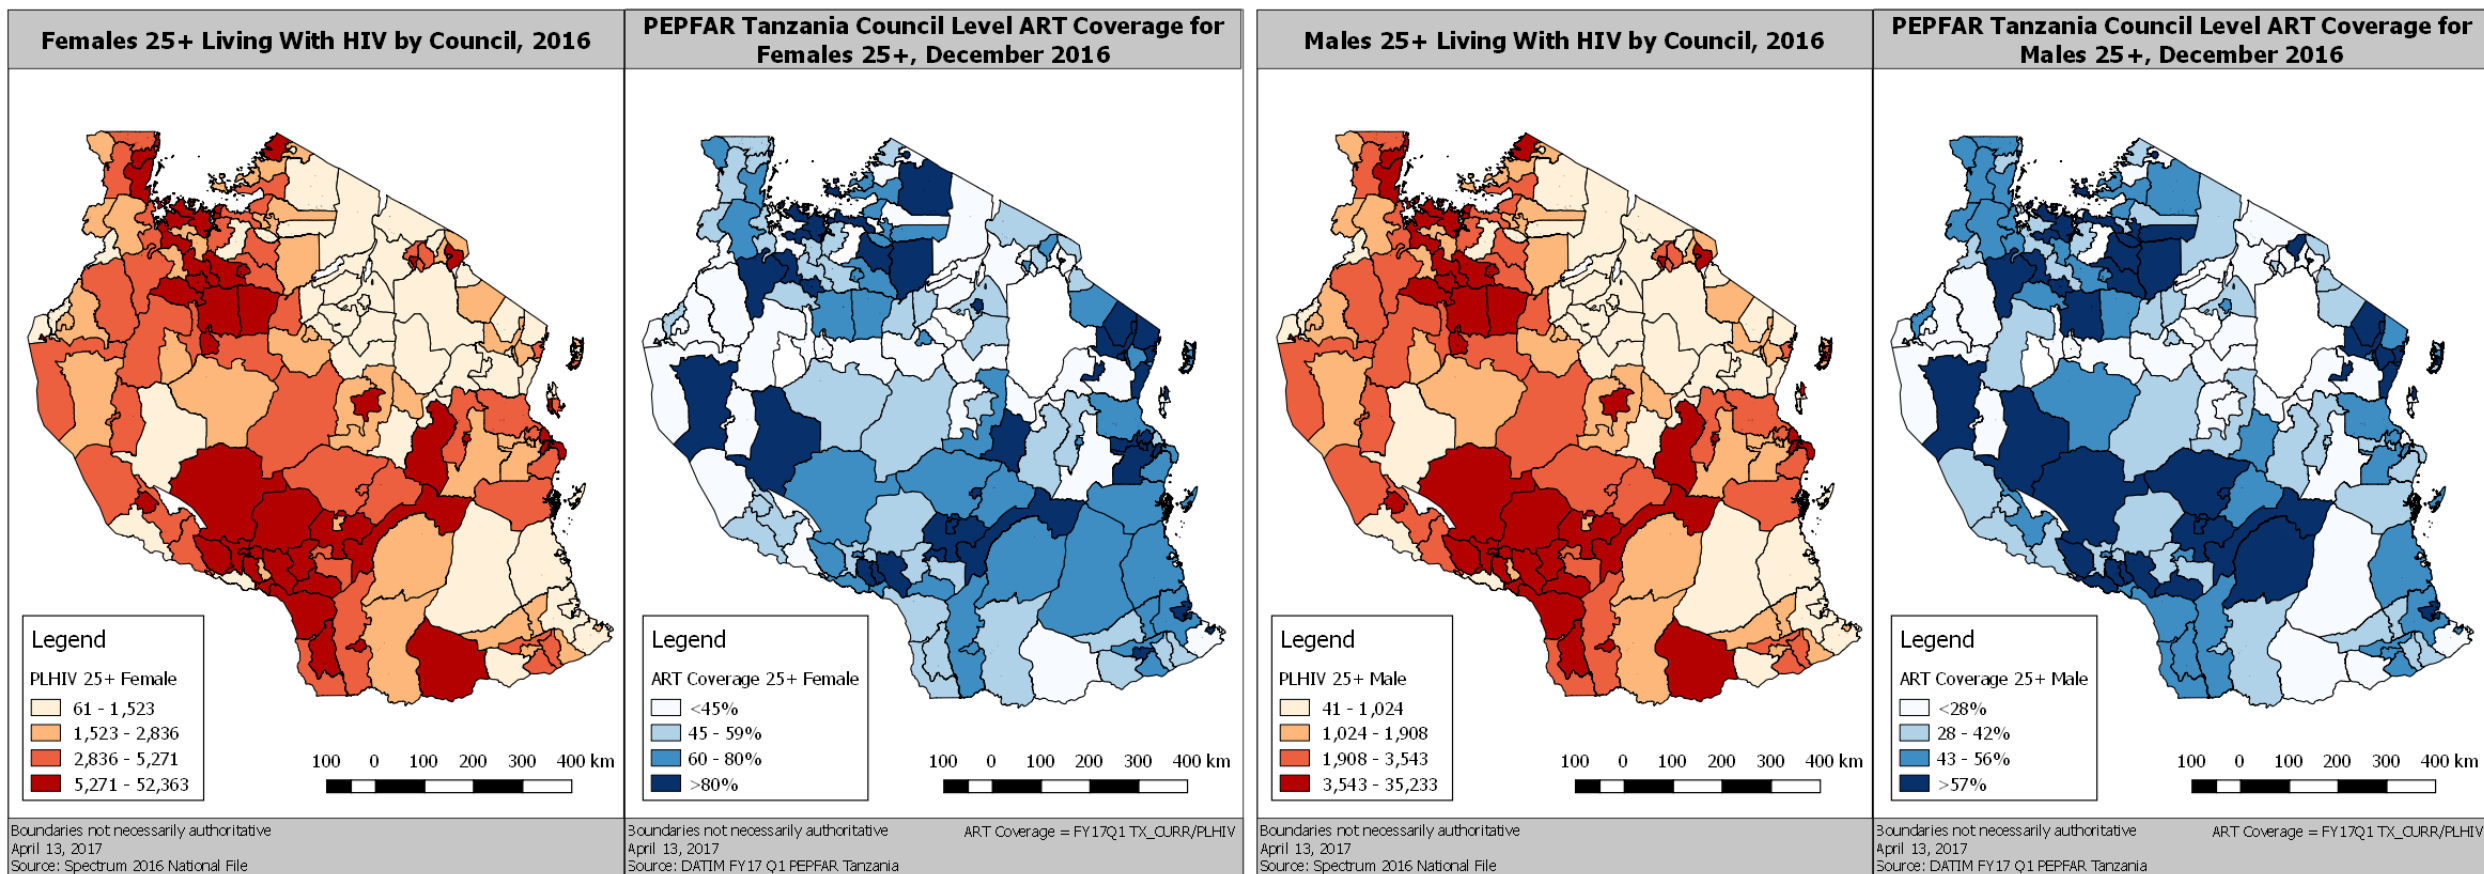 Females 25+ Living With HIV by Council, 2016
Legend
PLHIV 25+ Female
61 - 1,523
1,523 - 2,836
2,836 - 5,271
5,271 - 52,363
100 0 100 200 300 400 km
Boundaries not necessarily authoritative
April 13, 2017
Source: Spectrum 2016 National File
PEPFAR Tanzania Council Level ART Coverage for
Females 25+, December 2016
Legend
ART Coverage 25+ Female
<45%
45 - 59%
60 - 80%
>80%
100 0 100 200 300 400 km
Boundaries not necessarily authoritative
ART Coverage = FY17Q1 TX_CURR/PLHIV
April 13, 2017
Source: DATIM FY17 Q1 PEPFAR Tanzania
Males 25+ Living With HIV by Council, 2016
Legend
PLHIV 25+ Male
41 - 1,024
1,024 - 1,908
1,908 - 3,543
3,543 - 35,233
100 0 100 200 300 400 km
Boundaries not necessarily authoritative
April 13, 2017
Source: Spectrum 2016 National File
PEPFAR Tanzania Council Level ART Coverage for
Males 25+, December 2016
Legend
ART Coverage 25+ Male
<28%
28 - 42%
43 - 56%
>57%
100 0 100 200 300 400 km
Boundaries not necessarily authoritative
ART Coverage = FY17Q1 TX_CURR/PLHIV
April 13, 2017
Source: DATIM FY17 Q1 PEPFAR Tanzania